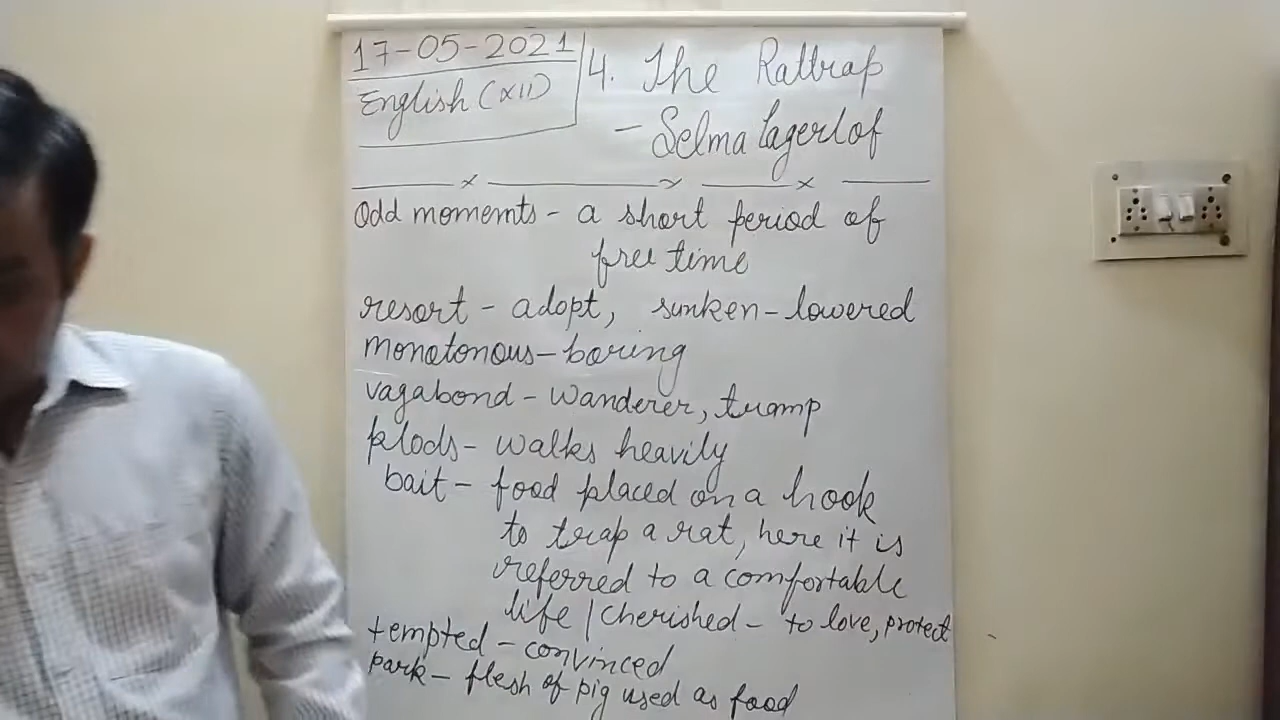 17-05-2021
English (XII)
4. The Rattrap
- Selma Lagerlof
Odd moments - a short period of
free time
resort - adopt, sunken - lowered
monotonous - boring
vagabond - wanderer, tramp
plods - walks heavily
bait - food placed on a hook
to trap a rat, here it is
referred to a comfortable
life / Cherished - to love, protect
tempted - convinced
pork - flesh of pig used as food